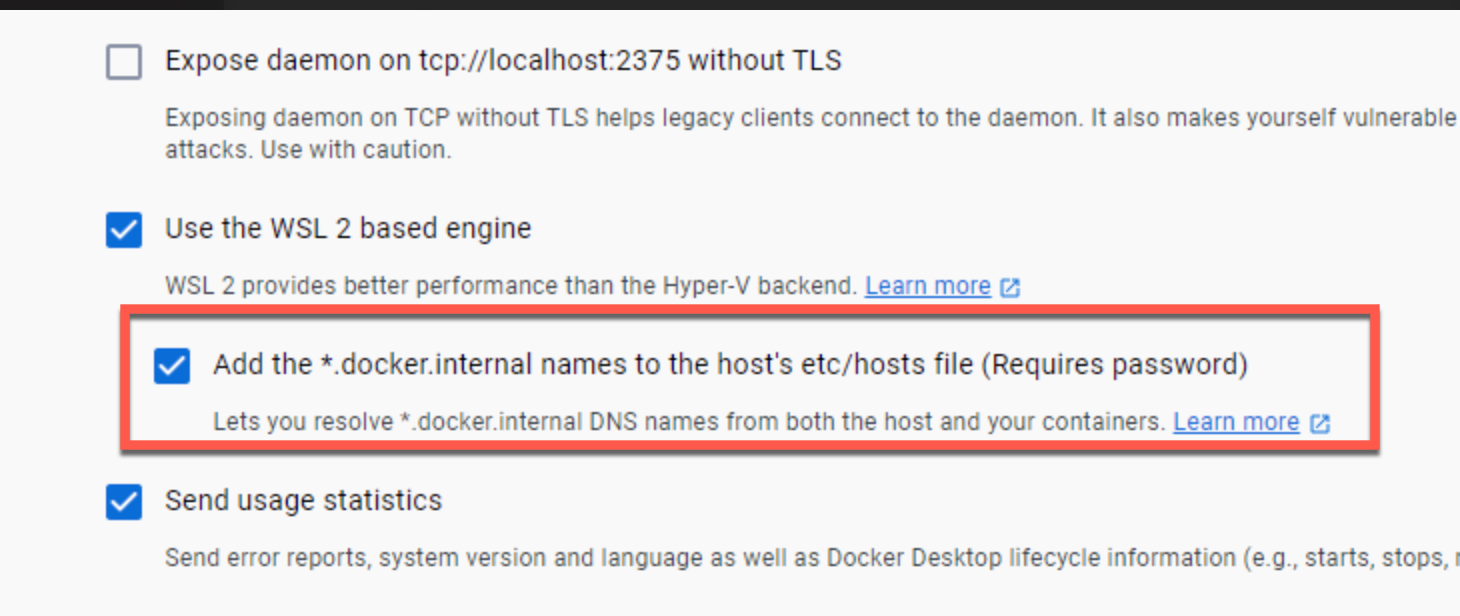 Expose daemon on tcp://localhost:2375 without TLS
Exposing daemon on TCP without TLS helps legacy clients connect to the daemon. It also makes yourself vulnerable
attacks. Use with caution.
Use the WSL 2 based engine
WSL 2 provides better performance than the Hyper-V backend. Learn more
Add the *.docker.internal names to the host's etc/hosts file (Requires password)
Lets you resolve *.docker.internal DNS names from both the host and your containers. Learn more
Send usage statistics
Send error reports, system version and language as well as Docker Desktop lifecycle information (e.g., starts, stops,